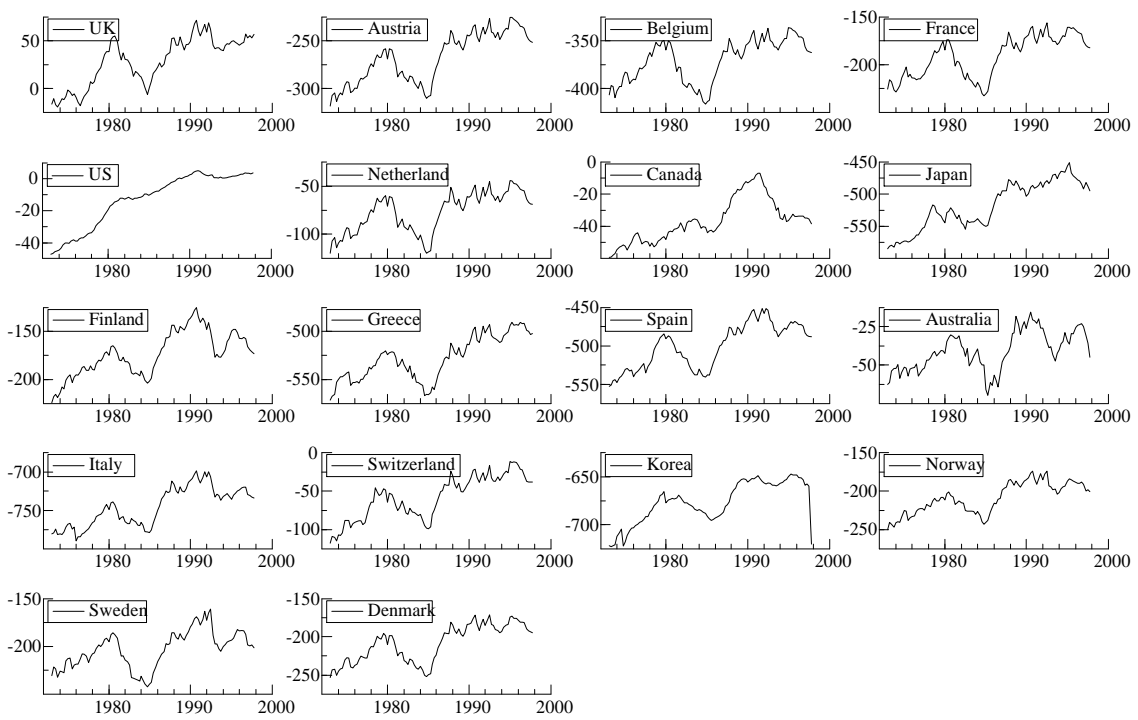 UK
Austria
Belgium
France
50
0
-250
-300
-350
-400
-150
-200
1980 1990 2000
1980 1990 2000
1980 1990 2000
1980 1990 2000
US
Netherland
Canada
Japan
0
-20
-40
-50
-100
0
-20
-40
-450
-500
-550
1980 1990 2000
1980 1990 2000
1980 1990 2000
1980 1990 2000
Finland
Greece
Spain
Australia
-150
-200
-500
-550
-450
-500
-550
-25
-50
1980 1990 2000
1980 1990 2000
1980 1990 2000
1980 1990 2000
Italy
Switzerland
Korea
Norway
-700
-750
0
-50
-100
-650
-700
-150
-200
-250
1980 1990 2000
1980 1990 2000
1980 1990 2000
1980 1990 2000
Sweden
Denmark
-150
-200
-150
-200
-250
1980 1990 2000
1980 1990 2000